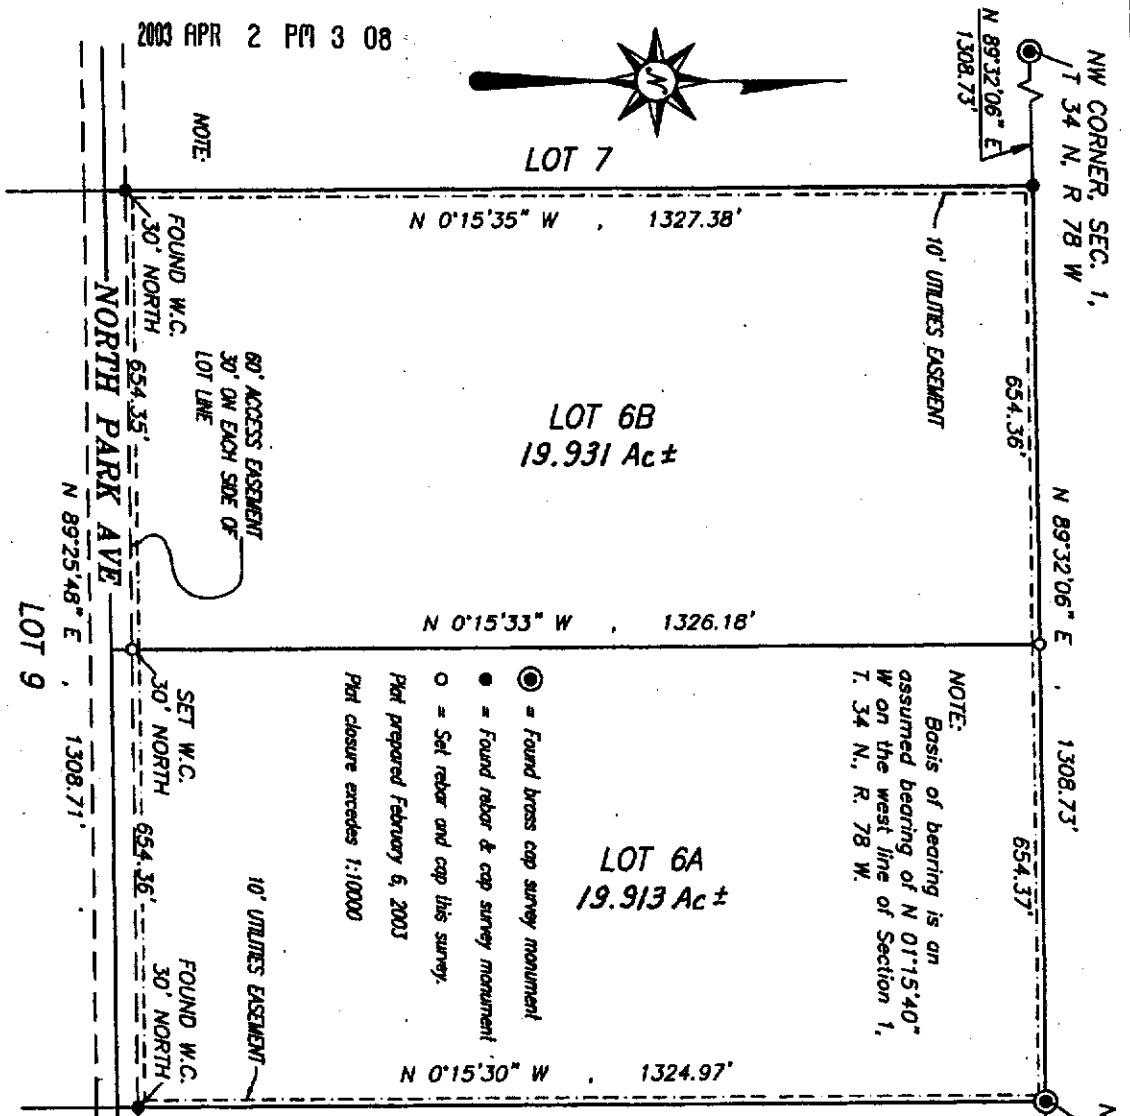 2003 APR 2 PM 3 08
N
NW CORNER, SEC. 1,
T 34 N, R 78 W
N 89°32'06" E
1308.73'
NOTE:
LOT 7
N 0°15'35" W , 1327.38'
10' UTILITIES EASEMENT
FOUND W.C.
30' NORTH
654.35'
60' ACCESS EASEMENT
30' ON EACH SIDE OF
LOT LINE
NORTH PARK AVE
N 89°25'48" E , 1308.71'
LOT 9
LOT 6B
19.931 Ac ±
654.36'
N 89°32'06" E , 1308.73'
N 0°15'33" W , 1326.18'
SET W.C.
30' NORTH
654.36'
NOTE:
Basis of bearing is an
assumed bearing of N 01°15'40"
W on the west line of Section 1,
T. 34 N., R. 78 W.
= Found brass cap survey monument
= Found rebar & cap survey monument
= Set rebar and cap this survey.
Plat prepared February 6, 2003
Plat closure excedes 1:10000
LOT 6A
19.913 Ac ±
654.37'
10' UTILITIES EASEMENT
FOUND W.C.
30' NORTH
N 0°15'30" W , 1324.97'